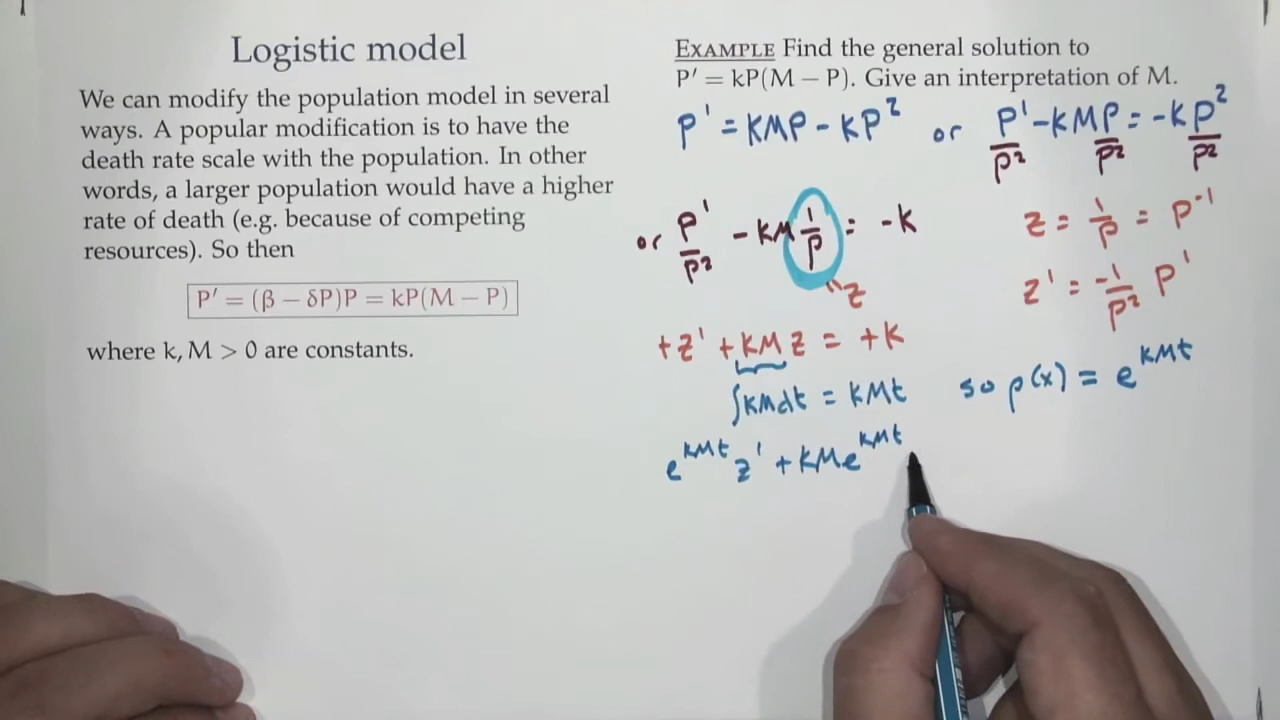 Logistic model
We can modify the population model in several
ways. A popular modification is to have the
death rate scale with the population. In other
words, a larger population would have a higher
rate of death (e.g. because of competing
resources). So then
P′ = (β − δP)P = kP(M − P)
where k, M > 0 are constants.
EXAMPLE Find the general solution to
P′ = kP(M − P). Give an interpretation of M.
P' = KMP - KP² or P'/P² - KMP/P² = -KP²/P²
or P'/P² - KM 1/P = -K
"z
z = 1/P = P⁻¹
z' = -1/P² P'
+z' + KMz = +K
∫KMdt = KMt so ρ(x) = e^KMt
e^KMt z' + KMe^KMt